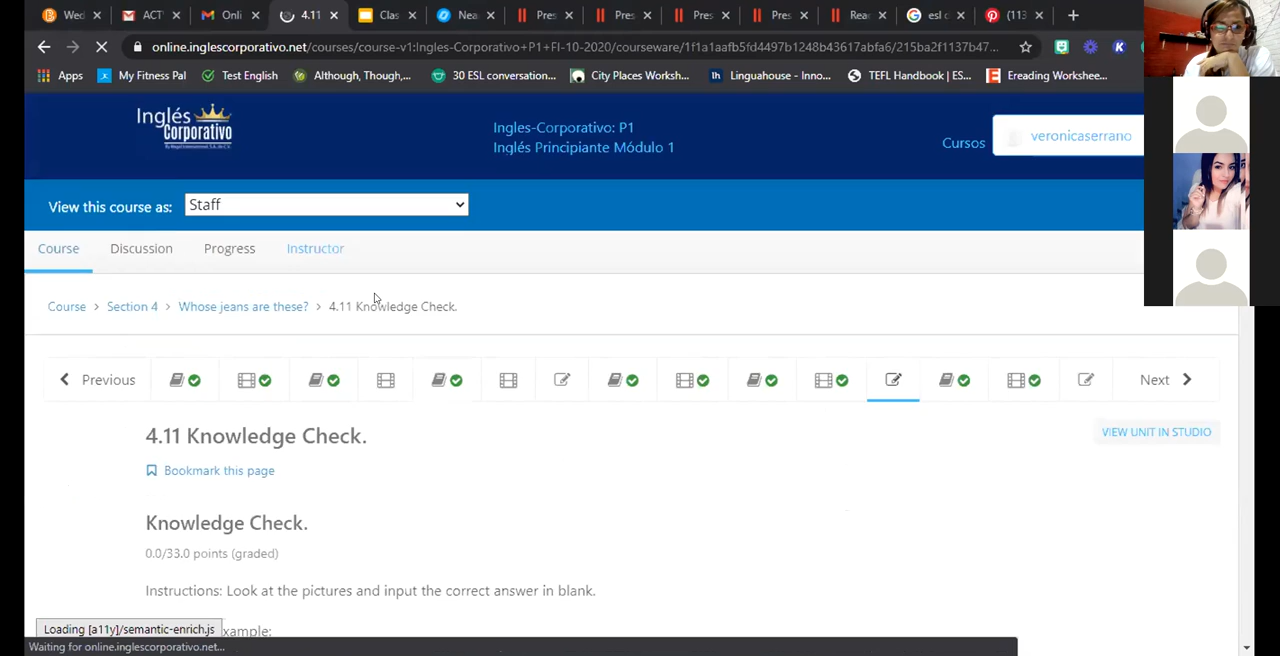 Wed
ACT
Onli
4.11
Clas
Nea
Pres
Pres
Pres
Pres
Rea
esl d
(113
online.inglescorporativo.net/courses/course-v1:Ingles-Corporativo+P1+FI-10-2020/courseware/1f1a1aafb5fd4497b1248b43617abfa6/215ba2f1137b47...
Apps
My Fitness Pal
Test English
Although, Though,...
30 ESL conversation...
City Places Worksh...
Linguahouse - Inno...
TEFL Handbook | ES...
Ereading Workshee...
Inglés
Corporativo
Ingles-Corporativo: P1
Inglés Principiante Módulo 1
Cursos
veronicaserrano
View this course as: Staff
Course
Discussion
Progress
Instructor
Course > Section 4 > Whose jeans are these? > 4.11 Knowledge Check.
Previous
Next
4.11 Knowledge Check.
VIEW UNIT IN STUDIO
Bookmark this page
Knowledge Check.
0.0/33.0 points (graded)
Instructions: Look at the pictures and input the correct answer in blank.
Loading [a11y]/semantic-enrich.js
xample:
Waiting for online.inglescorporativo.net...